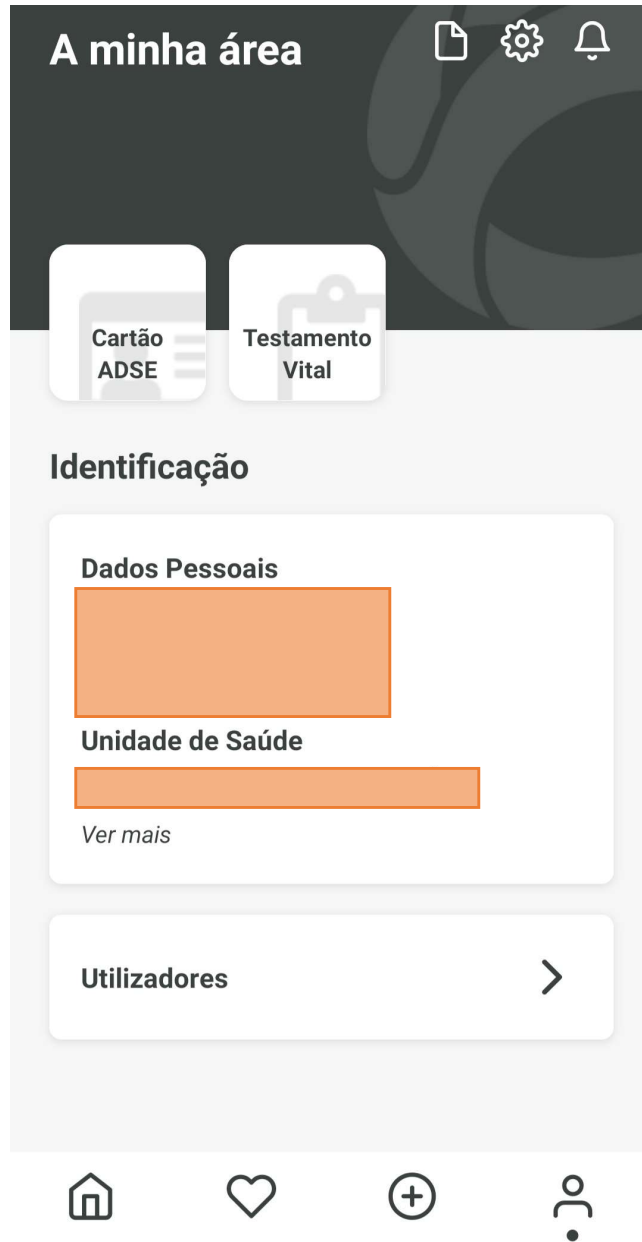 A minha área
Cartão
ADSE
Testamento
Vital
Identificação
Dados Pessoais
Unidade de Saúde
Ver mais
Utilizadores